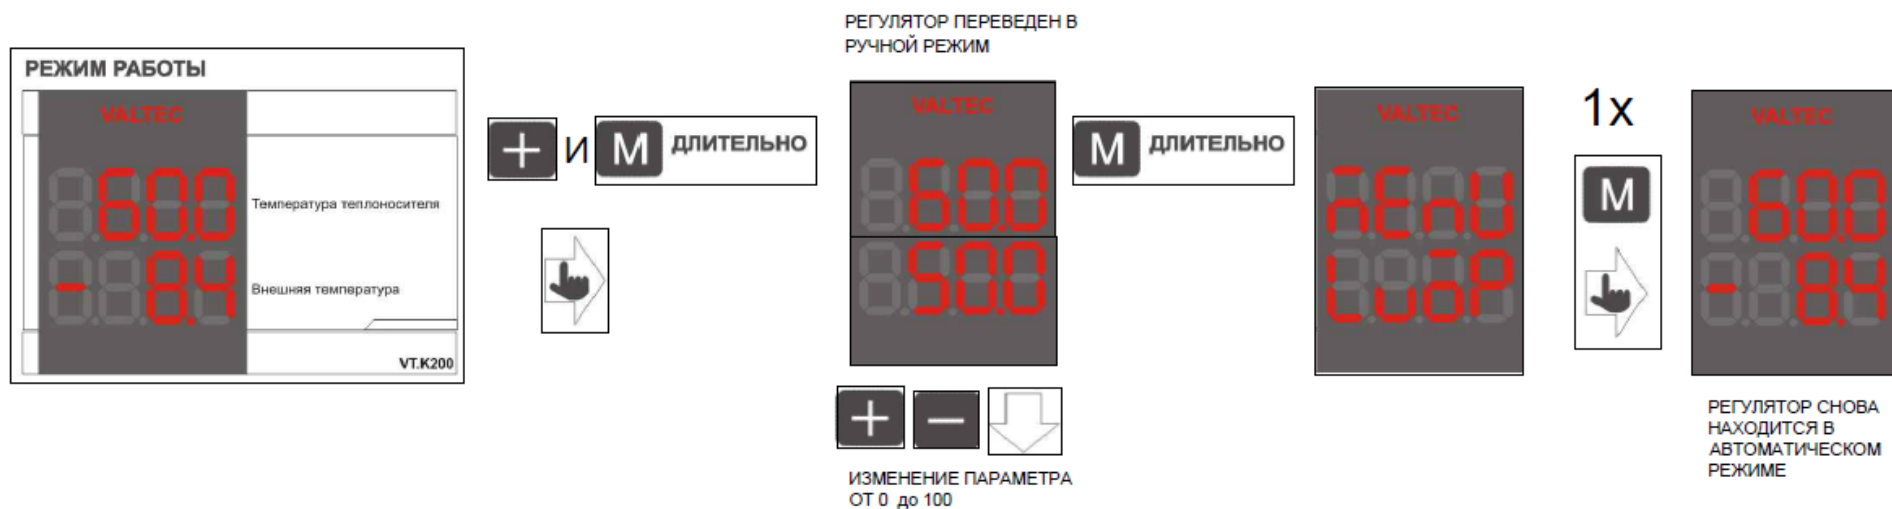 РЕЖИМ РАБОТЫ
VALTEC
60.0
Температура теплоносителя
- 8.4
Внешняя температура
VT.K200
+ И М ДЛИТЕЛЬНО
РЕГУЛЯТОР ПЕРЕВЕДЕН В
РУЧНОЙ РЕЖИМ
VALTEC
60.0
50.0
+ −
ИЗМЕНЕНИЕ ПАРАМЕТРА
ОТ 0 до 100
М ДЛИТЕЛЬНО
VALTEC
1x
М
VALTEC
60.0
- 8.4
РЕГУЛЯТОР СНОВА
НАХОДИТСЯ В
АВТОМАТИЧЕСКОМ
РЕЖИМЕ